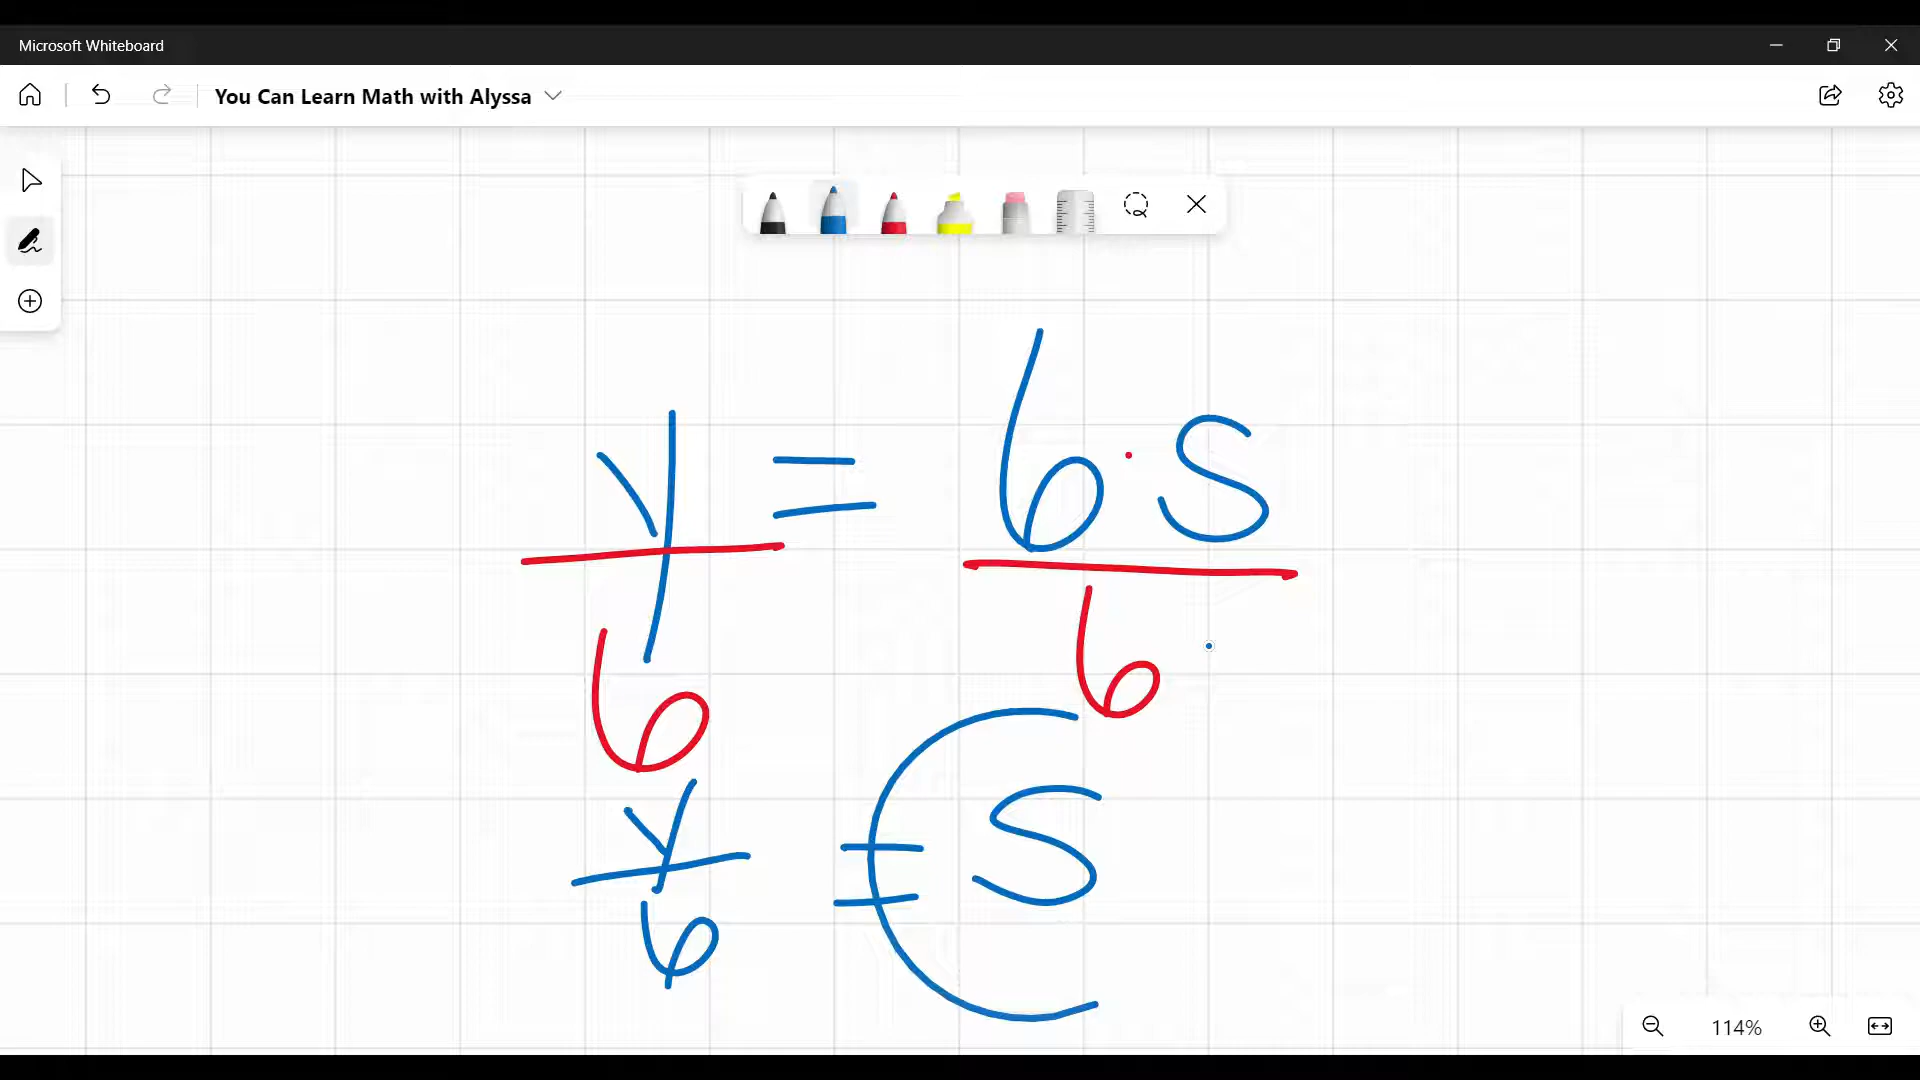 Microsoft Whiteboard
You Can Learn Math with Alyssa
y = 6 · s
6 6
y = s
6
114%